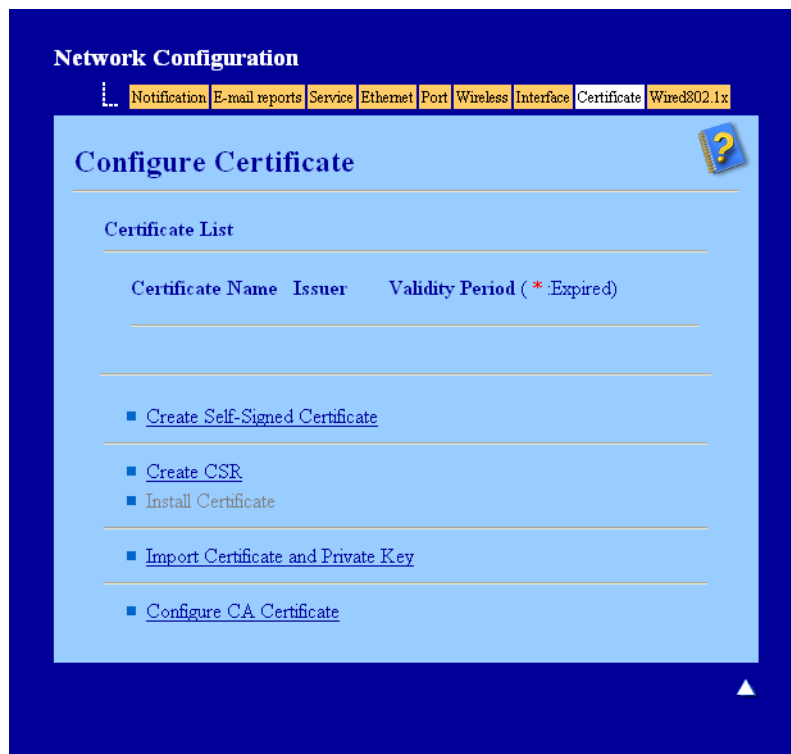 Network Configuration
Notification E-mail reports Service Ethernet Port Wireless Interface Certificate Wired802.1x
Configure Certificate
?
Certificate List
Certificate Name Issuer Validity Period ( * :Expired)
Create Self-Signed Certificate
Create CSR
Install Certificate
Import Certificate and Private Key
Configure CA Certificate